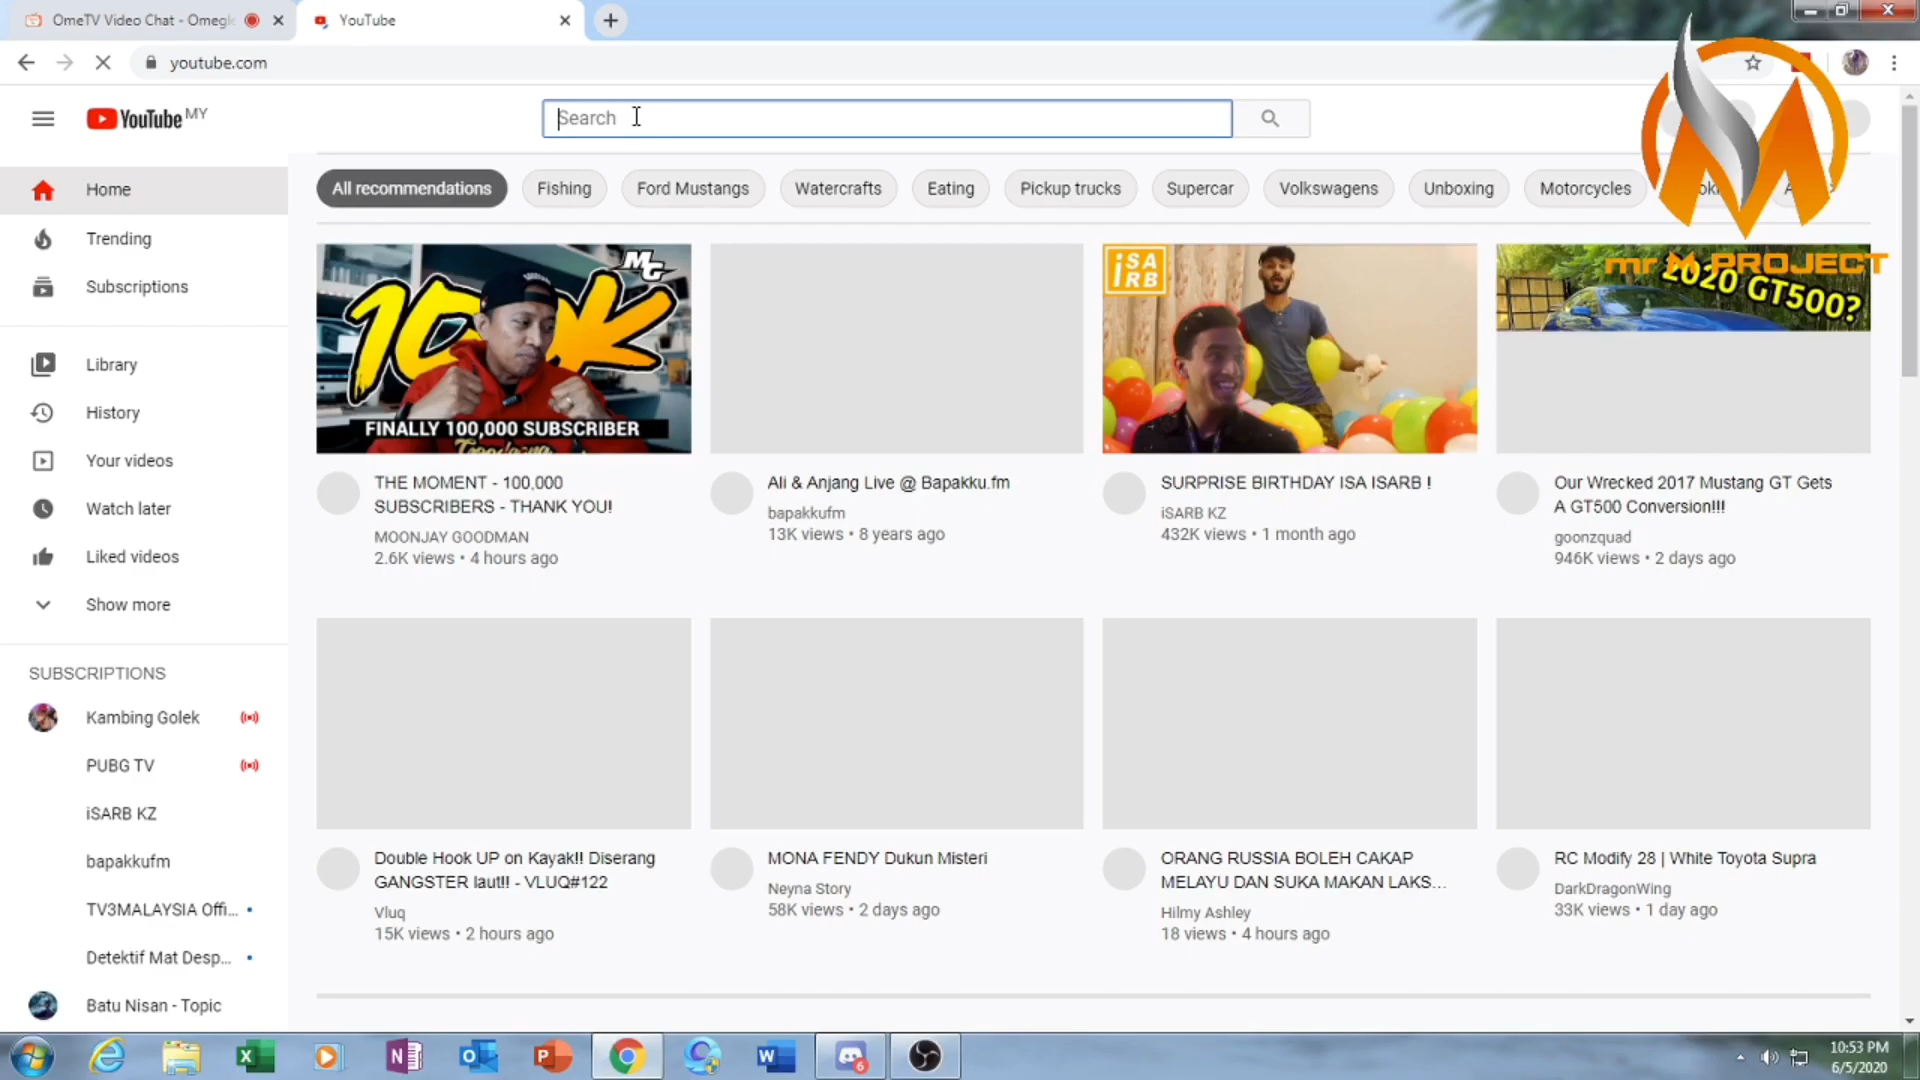 OmeTV Video Chat - Omegl
YouTube
youtube.com
YouTube MY
Search
Home
Trending
Subscriptions
Library
History
Your videos
Watch later
Liked videos
Show more
SUBSCRIPTIONS
Kambing Golek
PUBG TV
iSARB KZ
bapakkufm
TV3MALAYSIA Offi...
Detektif Mat Desp...
Batu Nisan - Topic
All recommendations
Fishing
Ford Mustangs
Watercrafts
Eating
Pickup trucks
Supercar
Volkswagens
Unboxing
Motorcycles
mr M PROJECT
MG
100K
FINALLY 100,000 SUBSCRIBER
THE MOMENT - 100,000
SUBSCRIBERS - THANK YOU!
MOONJAY GOODMAN
2.6K views • 4 hours ago
Ali & Anjang Live @ Bapakku.fm
bapakkufm
13K views • 8 years ago
iSA
IRB
SURPRISE BIRTHDAY ISA ISARB !
iSARB KZ
432K views • 1 month ago
2020 GT500?
Our Wrecked 2017 Mustang GT Gets
A GT500 Conversion!!!
goonzquad
946K views • 2 days ago
Double Hook UP on Kayak!! Diserang
GANGSTER laut!! - VLUQ#122
Vluq
15K views • 2 hours ago
MONA FENDY Dukun Misteri
Neyna Story
58K views • 2 days ago
ORANG RUSSIA BOLEH CAKAP
MELAYU DAN SUKA MAKAN LAKS...
Hilmy Ashley
18 views • 4 hours ago
RC Modify 28 | White Toyota Supra
DarkDragonWing
33K views • 1 day ago
6
10:53 PM
6/5/2020